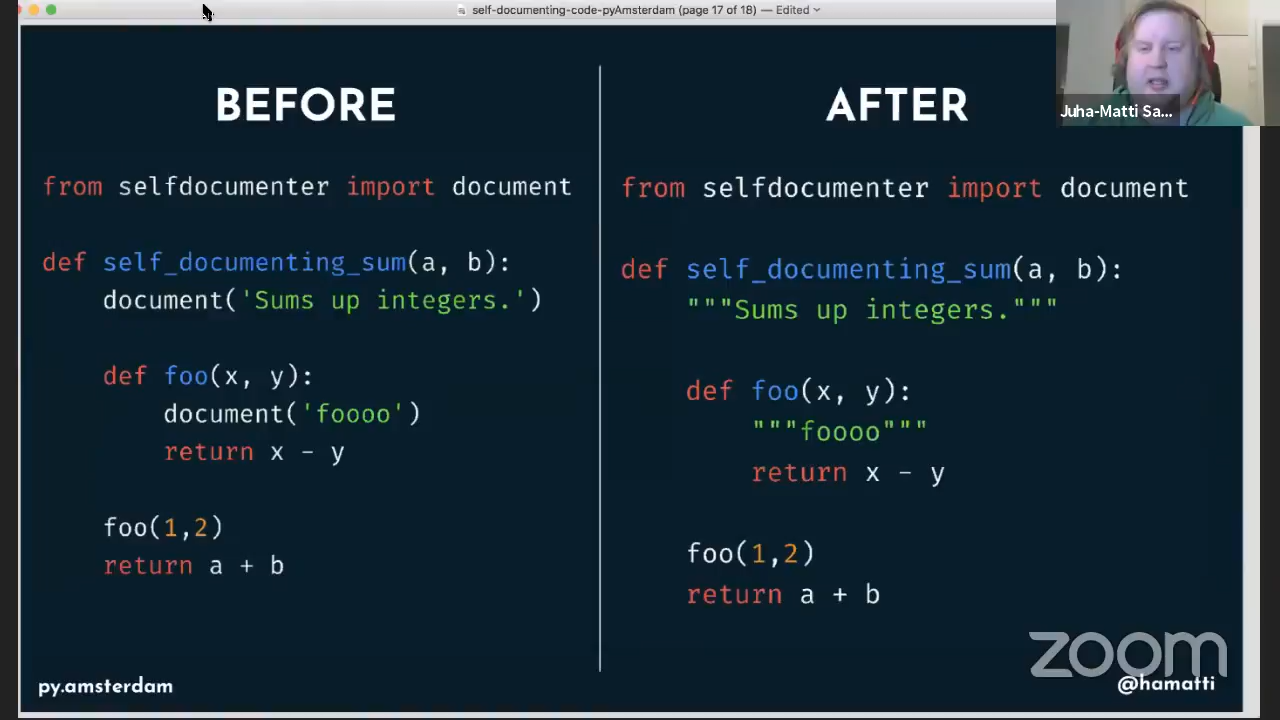 self-documenting-code-pyAmsterdam (page 17 of 18) — Edited
BEFORE
from selfdocumenter import document
def self_documenting_sum(a, b):
document('Sums up integers.')
def foo(x, y):
document('foooo')
return x - y
foo(1,2)
return a + b
py.amsterdam
AFTER
from selfdocumenter import document
def self_documenting_sum(a, b):
"""Sums up integers."""
def foo(x, y):
"""foooo"""
return x - y
foo(1,2)
return a + b
@hamatti
Juha-Matti Sa...
zoom